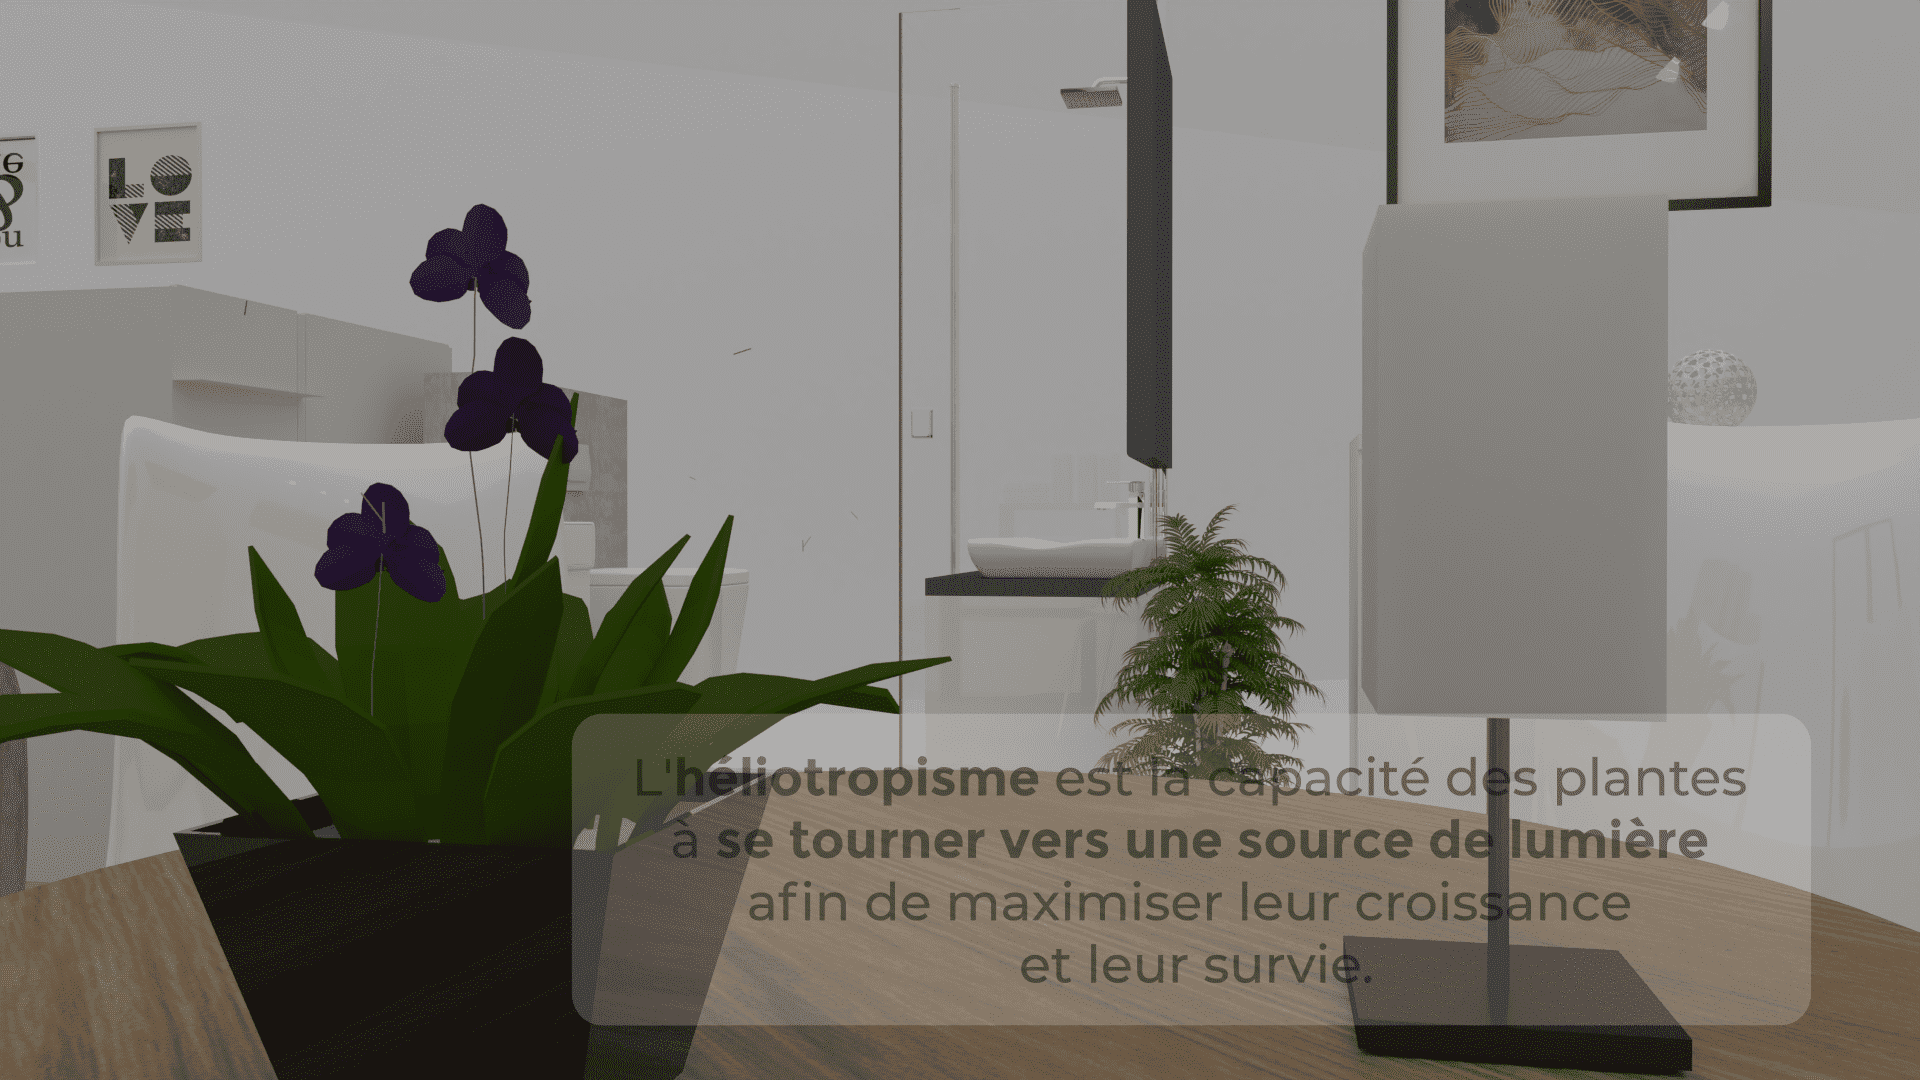 LO
VE
L'héliotropisme est la capacité des plantes
à se tourner vers une source de lumière
afin de maximiser leur croissance
et leur survie.